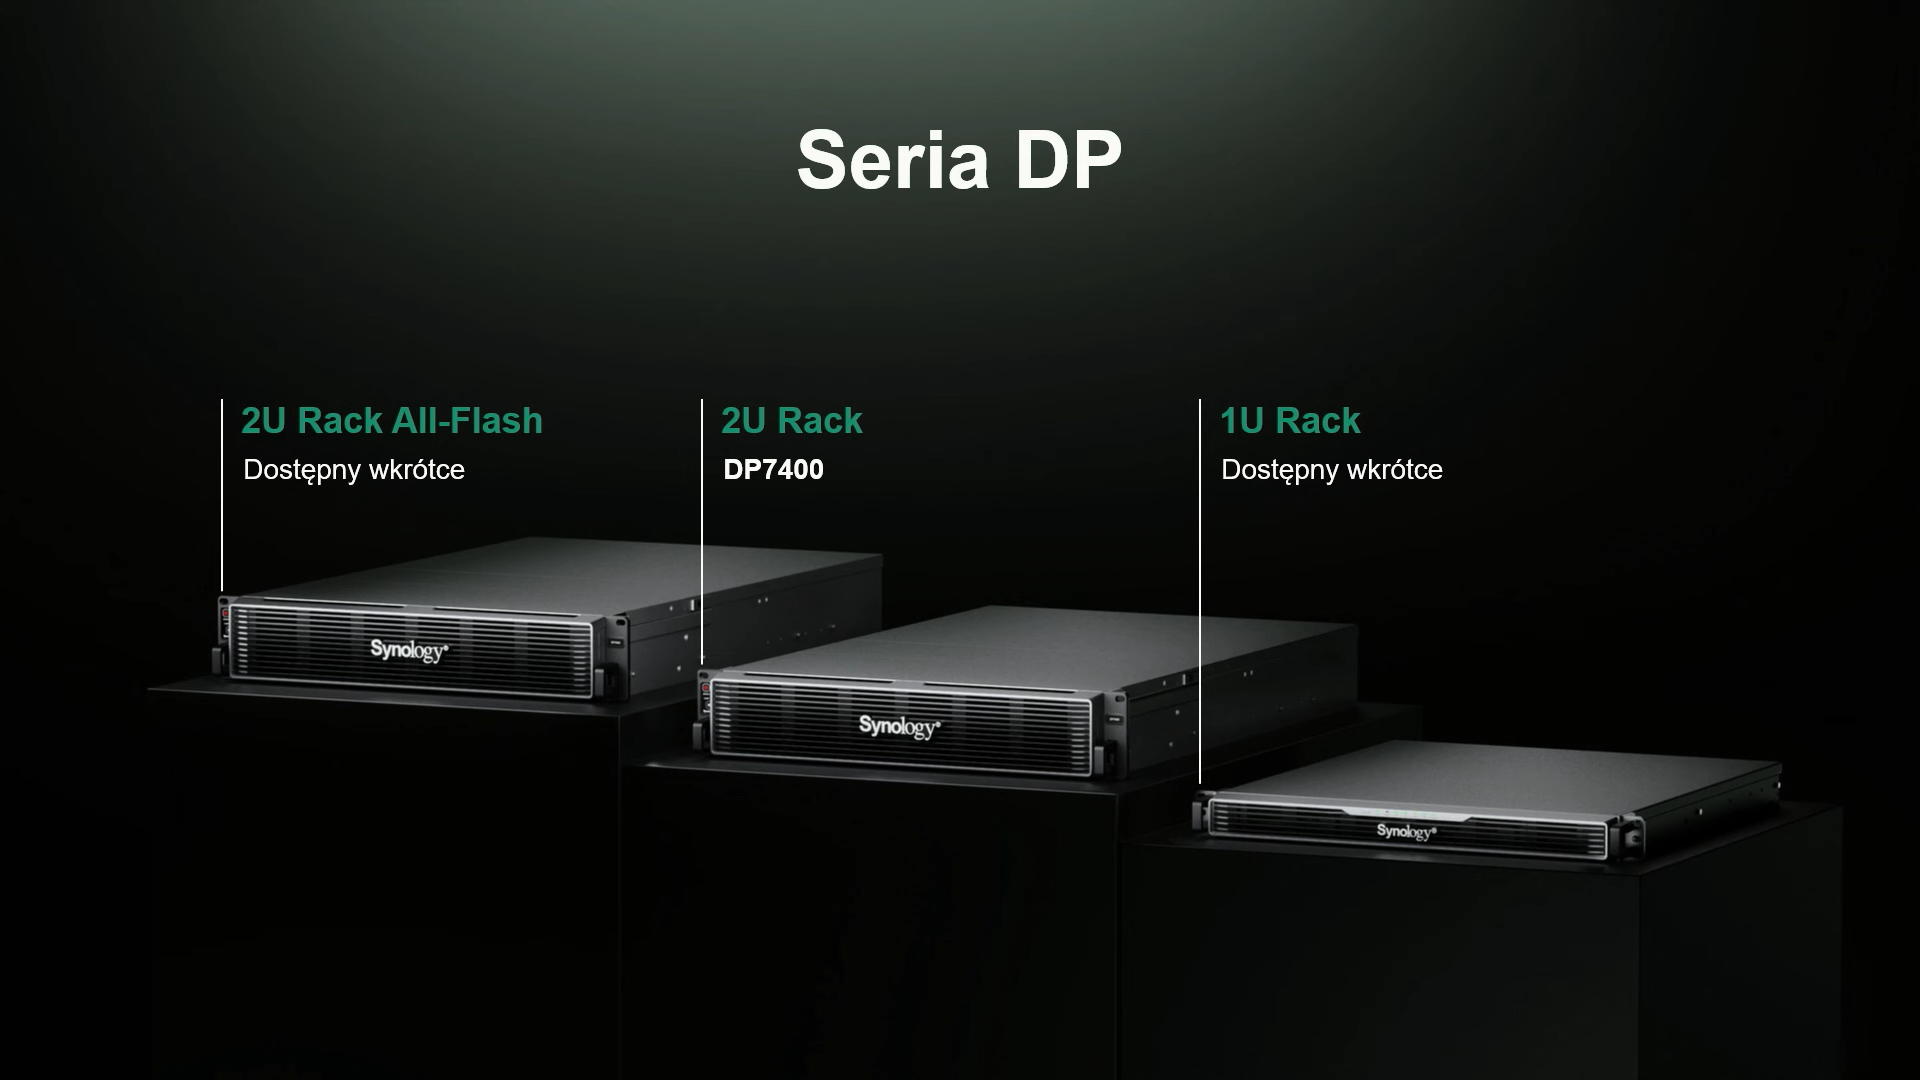 Seria DP
2U Rack All-Flash
Dostępny wkrótce
2U Rack
DP7400
1U Rack
Dostępny wkrótce
Synology®
Synology®
Synology®